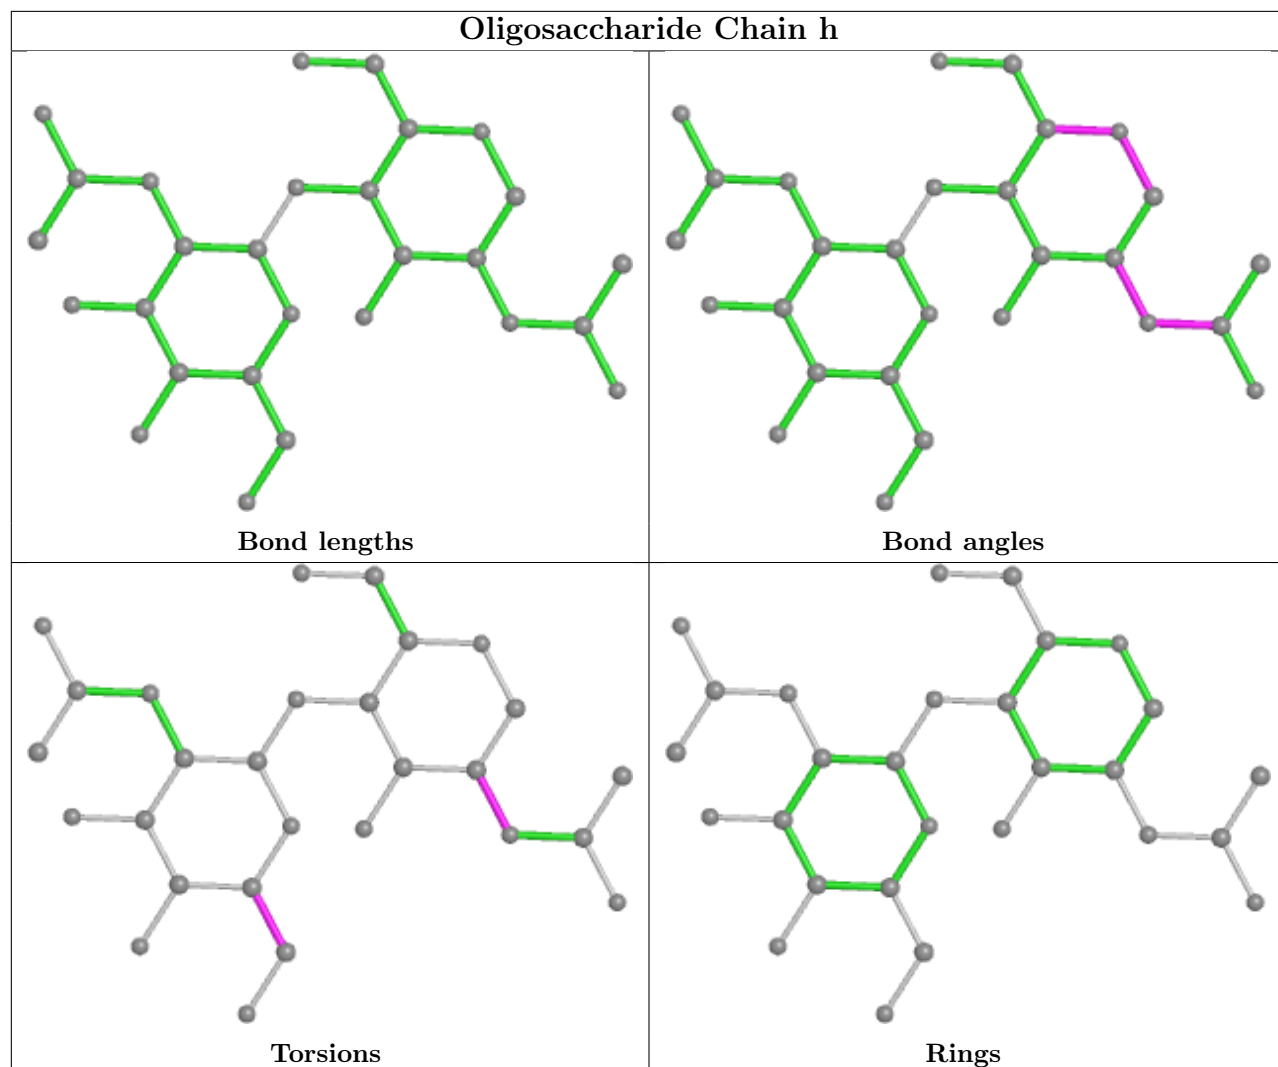 Oligosaccharide Chain h
Bond lengths
Bond angles
Torsions
Rings